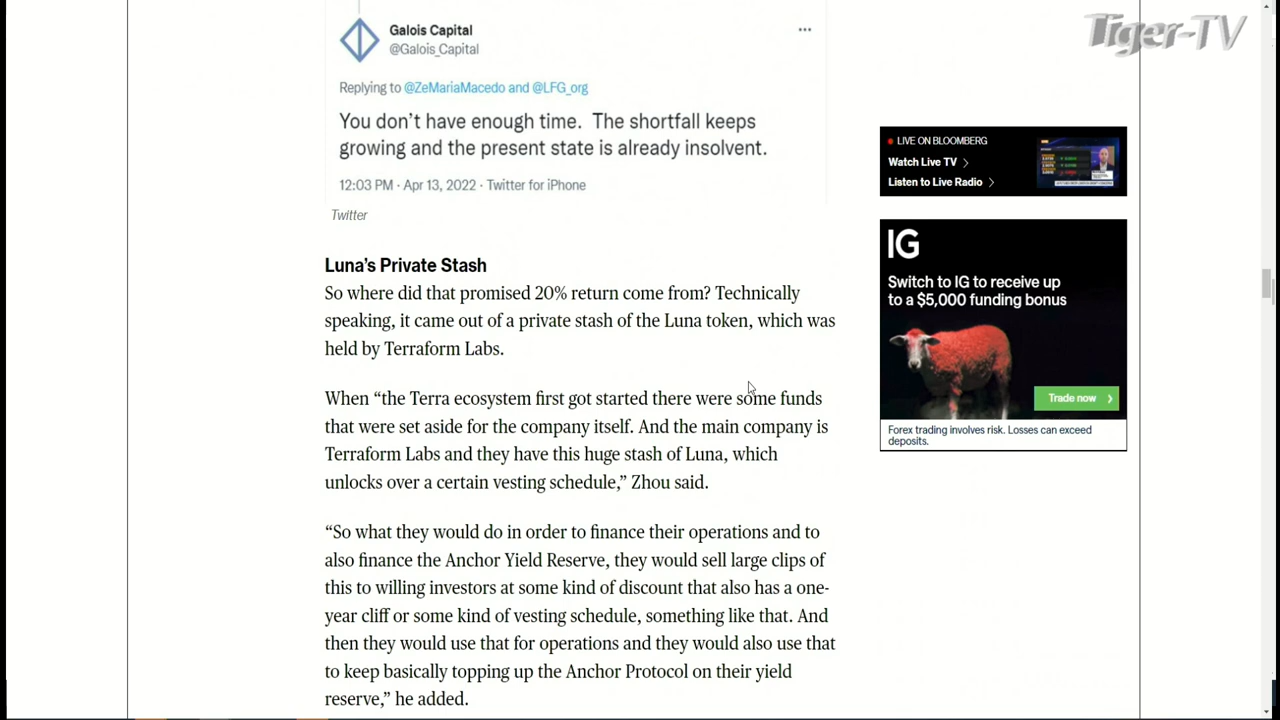 Tiger-TV
Galois Capital
@Galois_Capital
Replying to @ZeMariaMacedo and @LFG_org
You don’t have enough time. The shortfall keeps
growing and the present state is already insolvent.
12:03 PM · Apr 13, 2022 · Twitter for iPhone
Twitter
Luna’s Private Stash
So where did that promised 20% return come from? Technically
speaking, it came out of a private stash of the Luna token, which was
held by Terraform Labs.
When “the Terra ecosystem first got started there were some funds
that were set aside for the company itself. And the main company is
Terraform Labs and they have this huge stash of Luna, which
unlocks over a certain vesting schedule,” Zhou said.
“So what they would do in order to finance their operations and to
also finance the Anchor Yield Reserve, they would sell large clips of
this to willing investors at some kind of discount that also has a one-
year cliff or some kind of vesting schedule, something like that. And
then they would use that for operations and they would also use that
to keep basically topping up the Anchor Protocol on their yield
reserve,” he added.
LIVE ON BLOOMBERG
Watch Live TV
Listen to Live Radio
IG
Switch to IG to receive up
to a $5,000 funding bonus
Trade now
Forex trading involves risk. Losses can exceed
deposits.